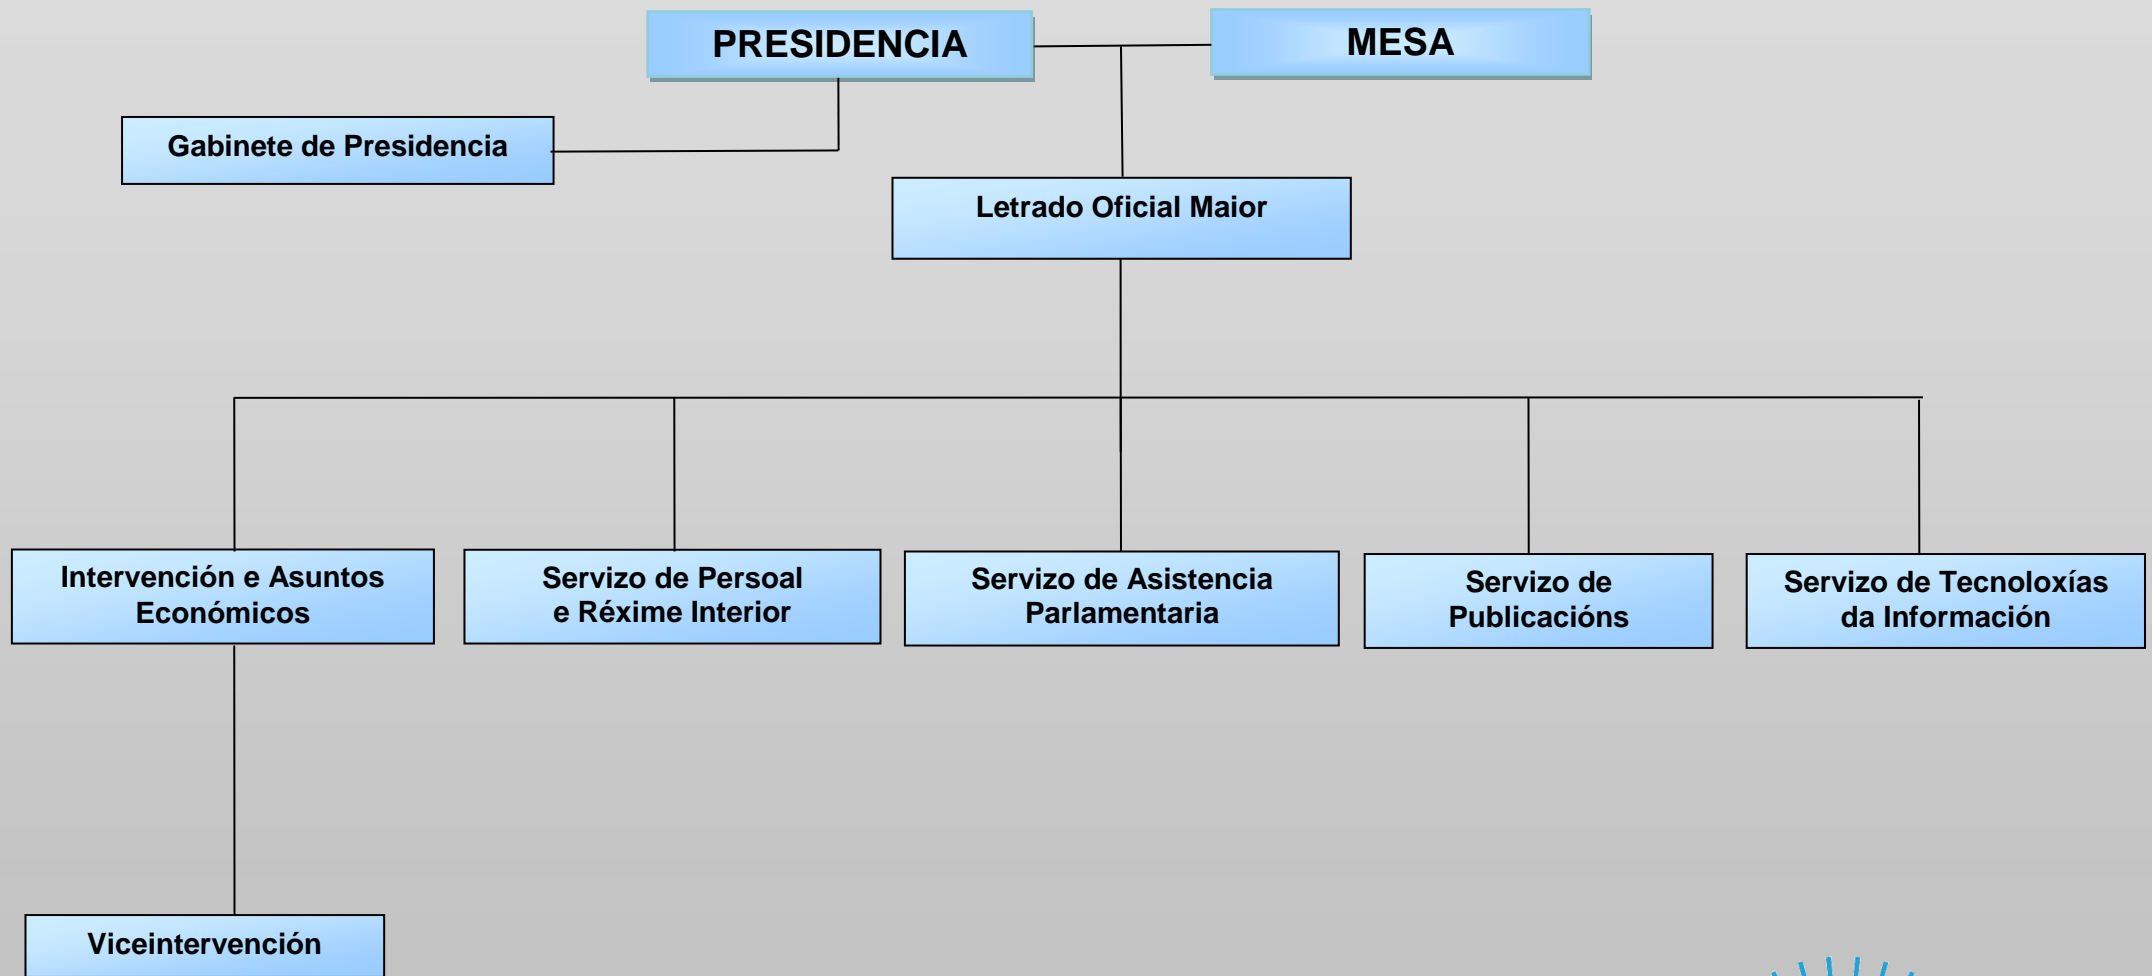 PRESIDENCIA
MESA
Gabinete de Presidencia
Letrado Oficial Maior
Intervención e Asuntos
Económicos
Servizo de Persoal
e Réxime Interior
Servizo de Asistencia
Parlamentaria
Servizo de
Publicacións
Servizo de Tecnoloxías
da Información
Viceintervención